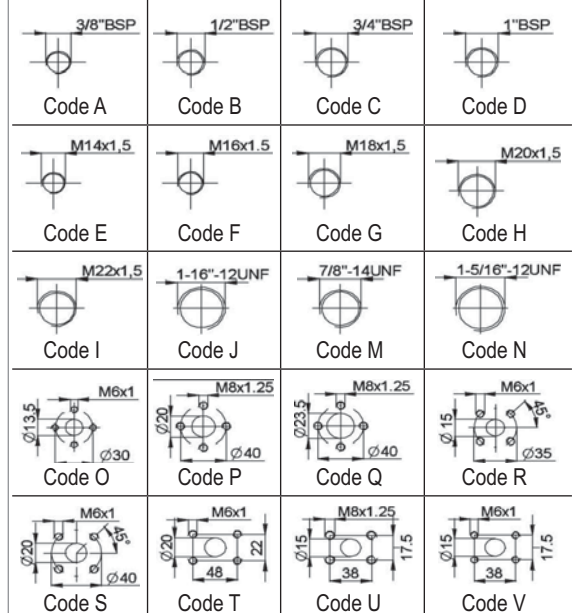 3/8"BSP 1/2"BSP 3/4"BSP 1"BSP
Code A Code B Code C Code D
M14x1,5 M16x1.5 M18x1,5 M20x1,5
Code E Code F Code G Code H
M22x1,5 1-16"-12UNF 7/8"-14UNF 1-5/16"-12UNF
Code I Code J Code M Code N
M6x1 Ø13,5 Ø30 M8x1.25 Ø20 Ø40 M8x1.25 Ø23,5 Ø40 M6x1 45° Ø 15 Ø35
Code O Code P Code Q Code R
M6x1 45° Ø20 Ø40 M6x1 Ø20 22 48 M8x1.25 Ø15 17.5 38 M6x1 Ø 15 17.5 38
Code S Code T Code U Code V